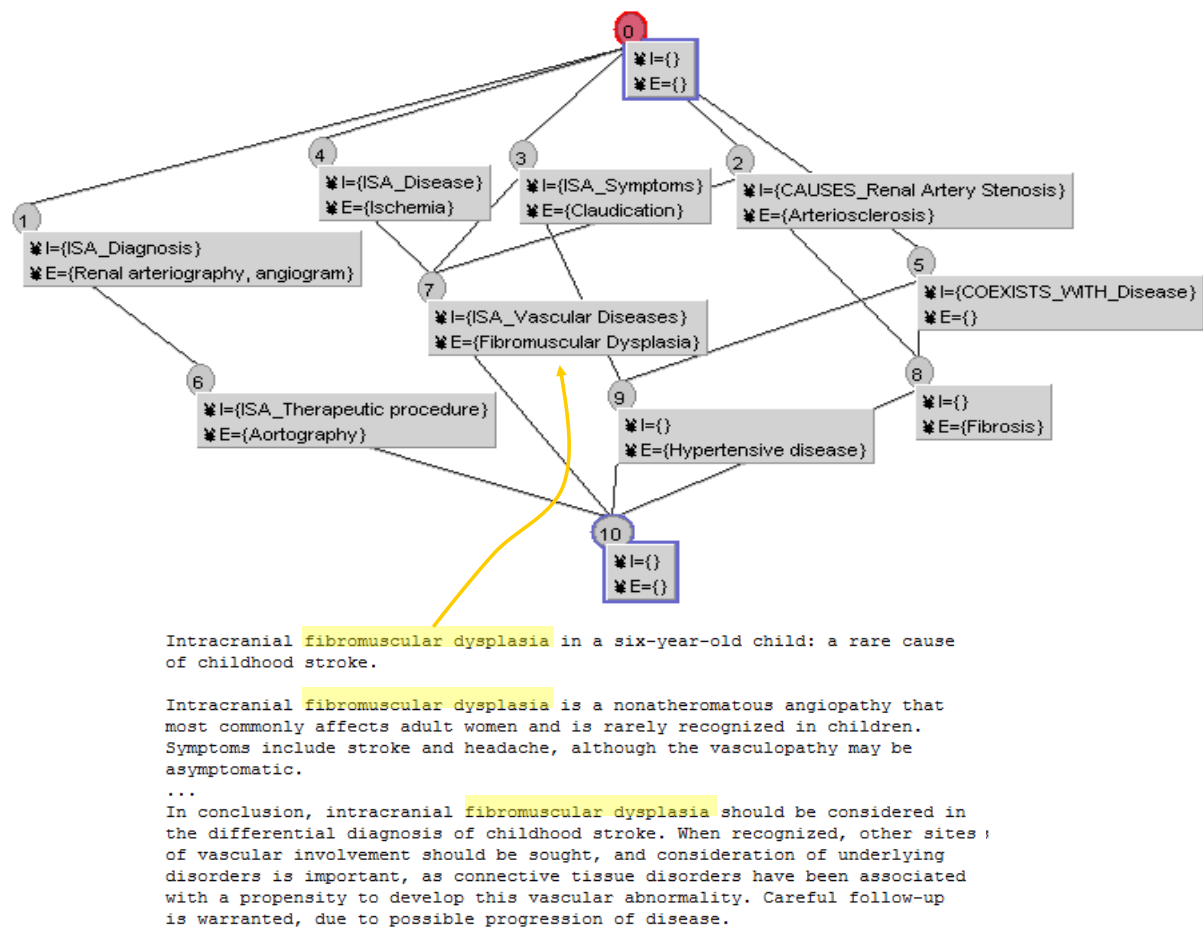 0
¥ I={}
¥ E={}
4
¥ I={ISA_Disease}
¥ E={Ischemia}
3
¥ I={ISA_Symptoms}
¥ E={Claudication}
2
¥ I={CAUSES_Renal Artery Stenosis}
¥ E={Arteriosclerosis}
1
¥ I={ISA_Diagnosis}
¥ E={Renal arteriography, angiogram}
5
¥ I={COEXISTS_WITH_Disease}
¥ E={}
7
¥ I={ISA_Vascular Diseases}
¥ E={Fibromuscular Dysplasia}
6
¥ I={ISA_Therapeutic procedure}
¥ E={Aortography}
9
¥ I={}
¥ E={Hypertensive disease}
8
¥ I={}
¥ E={Fibrosis}
10
¥ I={}
¥ E={}
Intracranial fibromuscular dysplasia in a six-year-old child: a rare cause
of childhood stroke.
Intracranial fibromuscular dysplasia is a nonatheromatous angiopathy that
most commonly affects adult women and is rarely recognized in children.
Symptoms include stroke and headache, although the vasculopathy may be
asymptomatic.
...
In conclusion, intracranial fibromuscular dysplasia should be considered in
the differential diagnosis of childhood stroke. When recognized, other sites
of vascular involvement should be sought, and consideration of underlying
disorders is important, as connective tissue disorders have been associated
with a propensity to develop this vascular abnormality. Careful follow-up
is warranted, due to possible progression of disease.